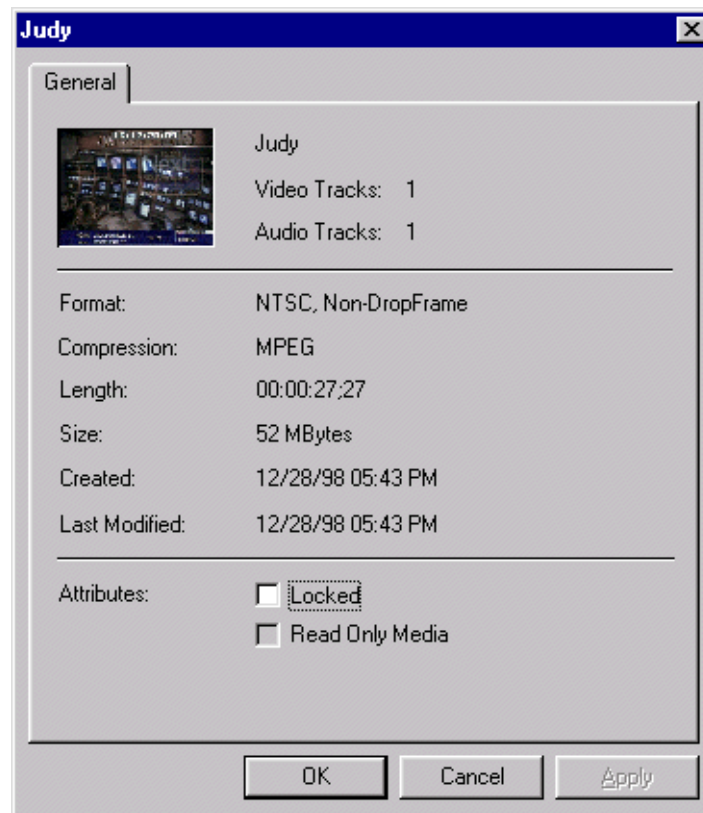 Judy
General
Judy
Video Tracks: 1
Audio Tracks: 1
Format: NTSC, Non-DropFrame
Compression: MPEG
Length: 00:00:27;27
Size: 52 MBytes
Created: 12/28/98 05:43 PM
Last Modified: 12/28/98 05:43 PM
Attributes: Locked
Read Only Media
OK Cancel Apply